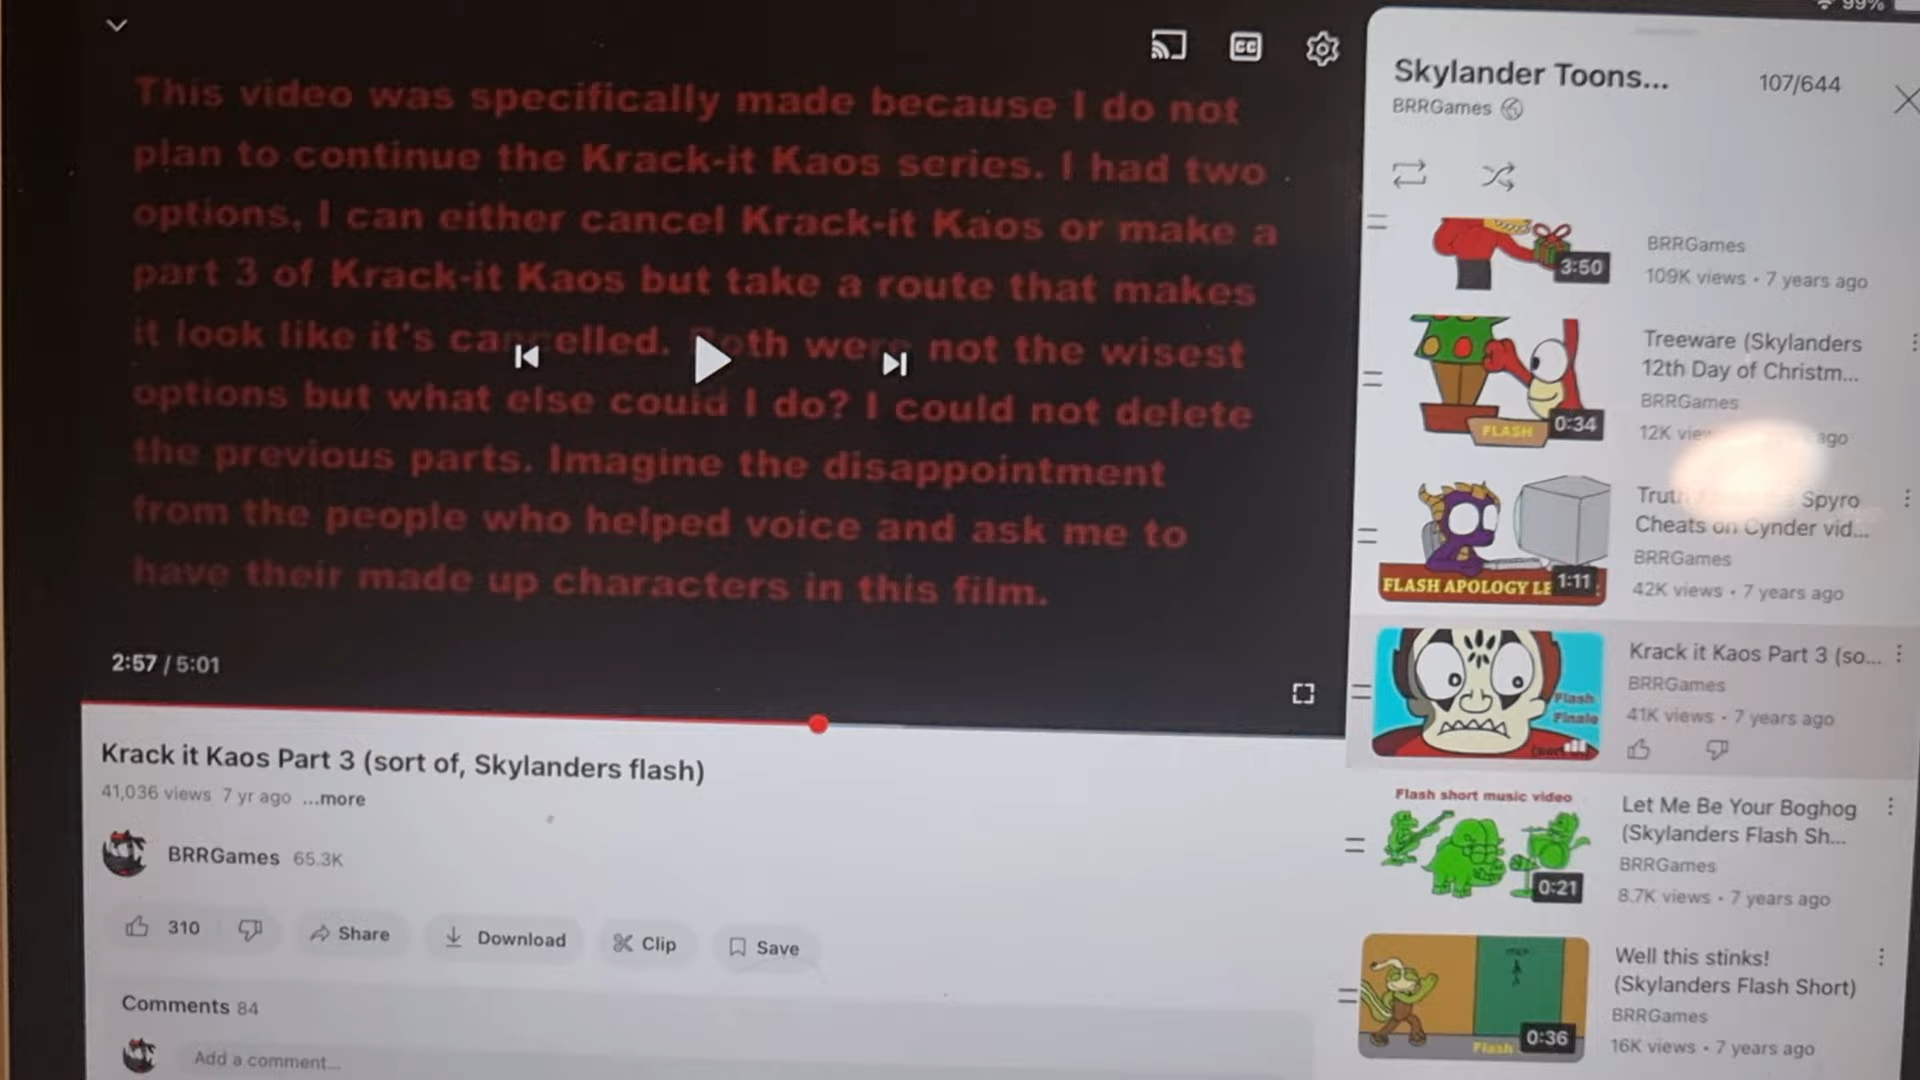 99%
This video was specifically made because I do not
plan to continue the Krack-it Kaos series. I had two
options, I can either cancel Krack-it Kaos or make a
part 3 of Krack-it Kaos but take a route that makes
it look like it's cancelled. Both were not the wisest
options but what else could I do? I could not delete
the previous parts. Imagine the disappointment
from the people who helped voice and ask me to
have their made up characters in this film.
CC
2:57 / 5:01
Krack it Kaos Part 3 (sort of, Skylanders flash)
41,036 views 7 yr ago ...more
BRRGames 65.3K
310
Share
Download
Clip
Save
Comments 84
Add a comment...
Skylander Toons... 107/644
BRRGames
3:50
BRRGames
109K views • 7 years ago
FLASH
0:34
Treeware (Skylanders
12th Day of Christm...
BRRGames
12K ago
FLASH APOLOGY LE
1:11
Spyro
Cheats on Cynder vid...
BRRGames
42K views • 7 years ago
Flash
Finale
(sort
Krack it Kaos Part 3 (so...
BRRGames
41K views • 7 years ago
Flash short music video
0:21
Let Me Be Your Boghog
(Skylanders Flash Sh...
BRRGames
8.7K views • 7 years ago
Flash
0:36
Well this stinks!
(Skylanders Flash Short)
BRRGames
16K views • 7 years ago